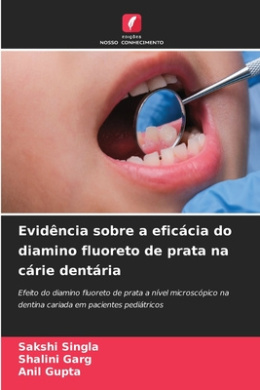 edições
NOSSO CONHECIMENTO
Evidência sobre a eficácia do
diamino fluoreto de prata na
cárie dentária
Efeito do diamino fluoreto de prata a nível microscópico na
dentina cariada em pacientes pediátricos
Sakshi Singla
Shalini Garg
Anil Gupta